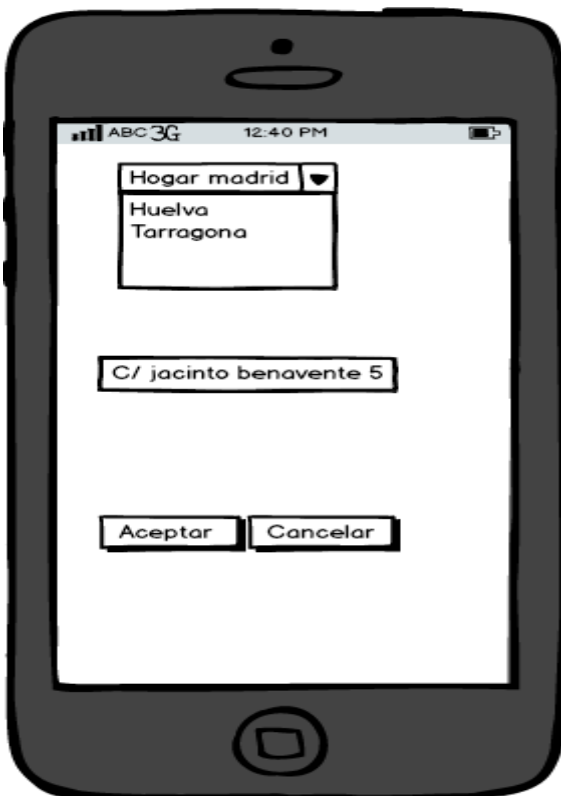 ABC 3G 12:40 PM
Hogar madrid
Huelva
Tarragona
C/ jacinto benavente 5
Aceptar Cancelar